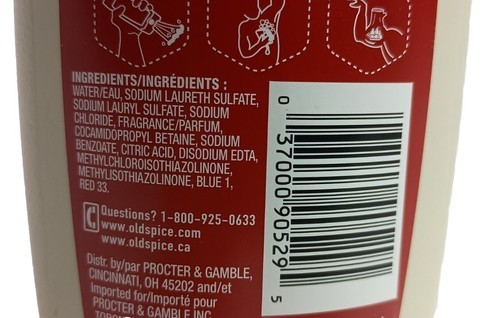 INGREDIENTS/INGRÉDIENTS :
WATER/EAU, SODIUM LAURETH SULFATE,
SODIUM LAURYL SULFATE, SODIUM
CHLORIDE, FRAGRANCE/PARFUM,
COCAMIDOPROPYL BETAINE, SODIUM
BENZOATE, CITRIC ACID, DISODIUM EDTA,
METHYLCHLOROISOTHIAZOLINONE,
METHYLISOTHIAZOLINONE, BLUE 1,
RED 33.
Questions? 1-800-925-0633
www.oldspice.com
www.oldspice.ca
Distr. by/par PROCTER & GAMBLE,
CINCINNATI, OH 45202 and/et
Imported for/Importé pour
PROCTER & GAMBLE INC
0 37000 90529 5